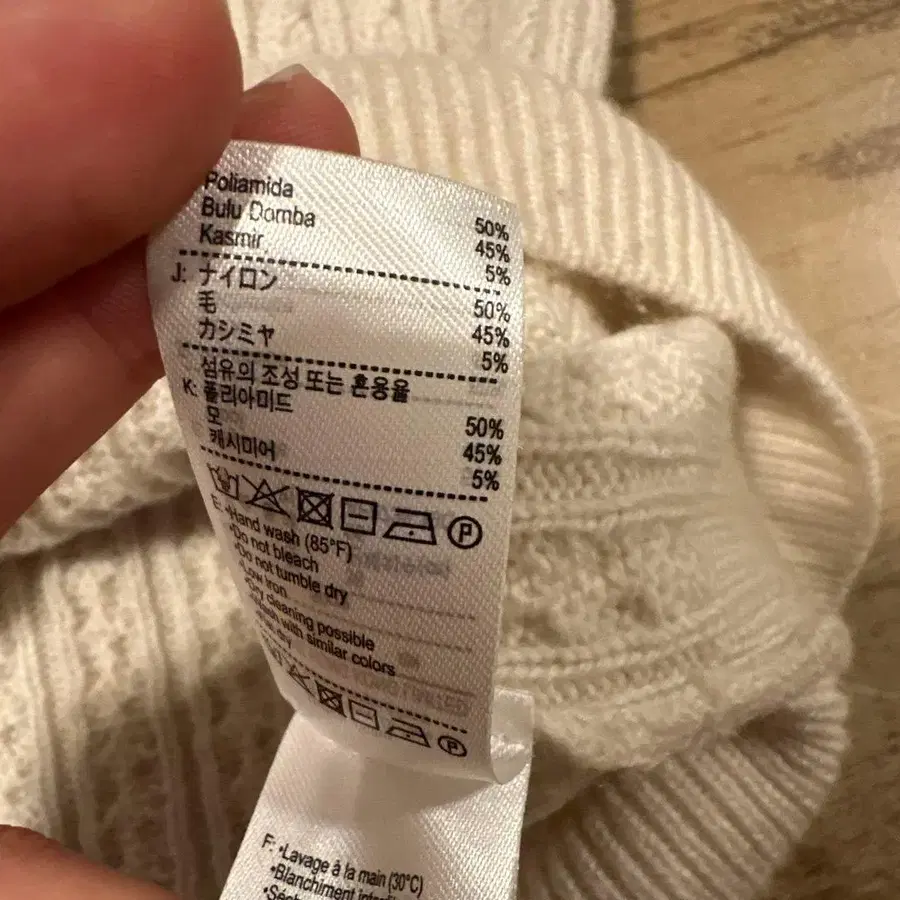 Poliamida 50%
Bulu Domba 45%
Kasmir 5%
J: ナイロン 50%
毛 45%
カシミヤ 5%
섬유의 조성 또는 혼용율
K: 폴리아미드 50%
모 45%
캐시미어 5%
P
E: •Hand wash (85°F)
•Do not bleach
•Do not tumble dry
•Low iron
•Dry cleaning possible
•Wash with similar colors
dry
P
F: •Lavage à la main (30°C)
•Blanchiment